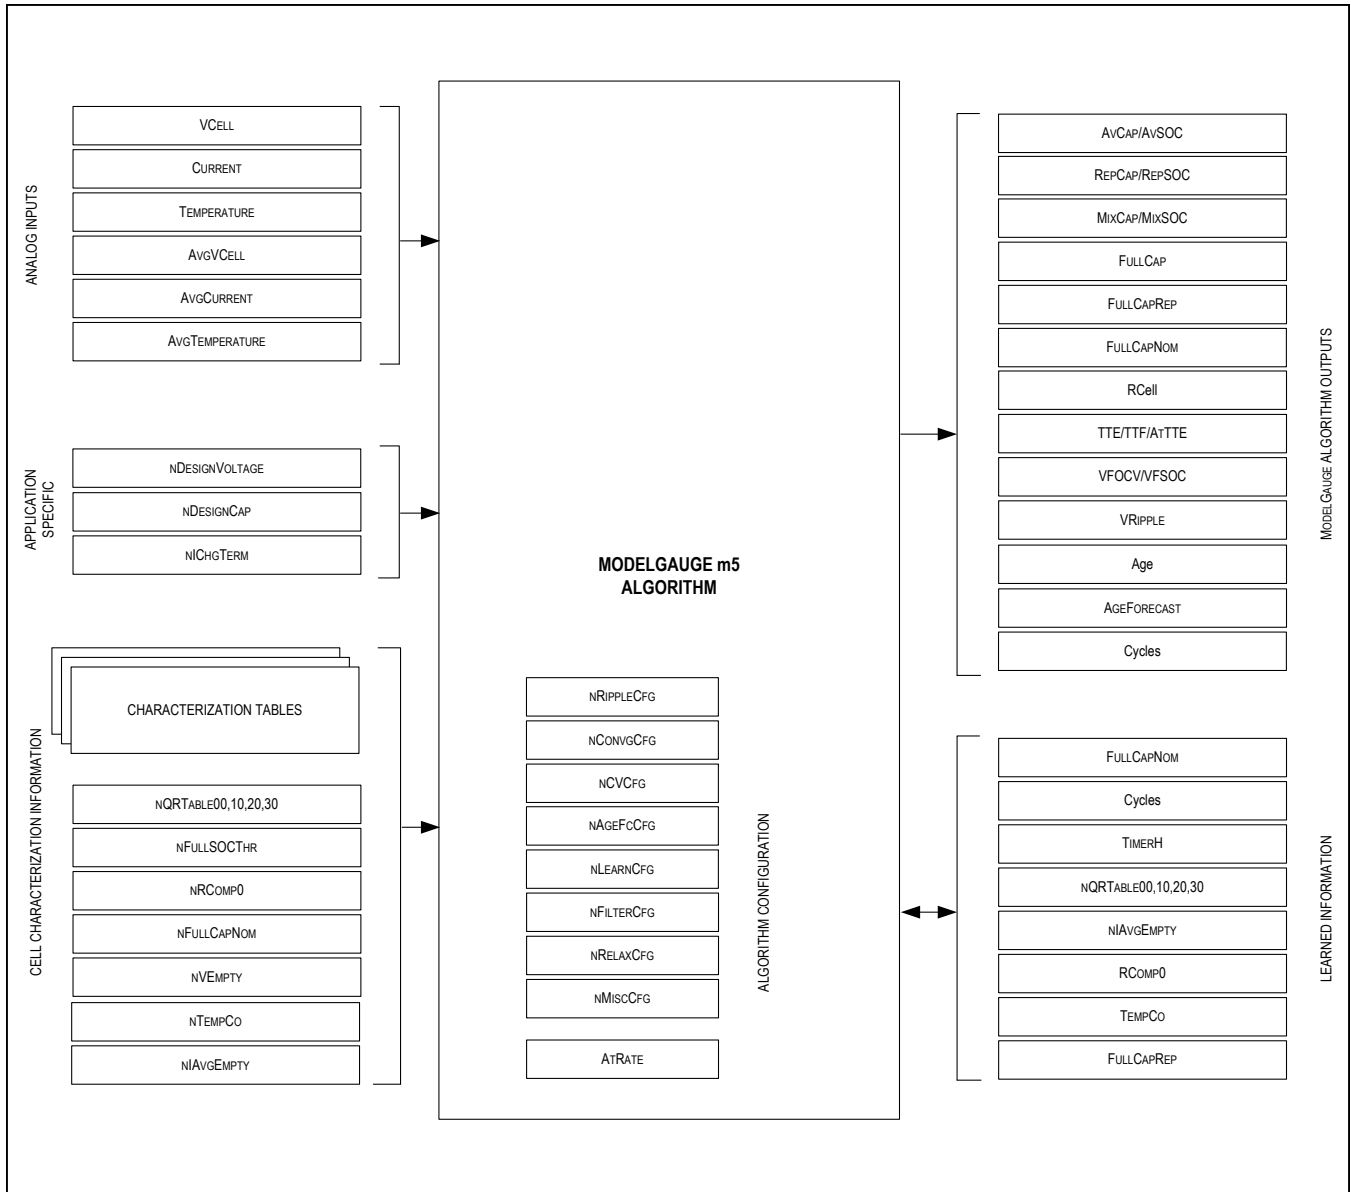 ANALOG INPUTS
VCELL
CURRENT
TEMPERATURE
AVGVCELL
AVGCURRENT
AVGTEMPERATURE
APPLICATION
SPECIFIC
NDESIGNVOLTAGE
NDESIGNCAP
NICHGTERM
CELL CHARACTERIZATION INFORMATION
CHARACTERIZATION TABLES
NQRTABLE00,10,20,30
NFULLSOCTHR
NRCOMP0
NFULLCAPNOM
NVEMPTY
NTEMPCO
NIAVGEMPTY
MODELGAUGE m5
ALGORITHM
NRIPPLECFG
NCONVGCFG
NCVCFG
NAGEFCCFG
NLEARNCFG
NFILTERCFG
NRELAXCFG
NMISCCFG
ATRATE
ALGORITHM CONFIGURATION
AVCAP/AVSOC
REPCAP/REPSOC
MIXCAP/MIXSOC
FULLCAP
FULLCAPREP
FULLCAPNOM
RCell
TTE/TTF/ATTTE
VFOCV/VFSOC
VRIPPLE
Age
AGEFORECAST
Cycles
MODELGAUGE ALGORITHM OUTPUTS
FULLCAPNOM
Cycles
TIMERH
NQRTABLE00,10,20,30
NIAVGEMPTY
RCOMP0
TEMPCO
FULLCAPREP
LEARNED INFORMATION